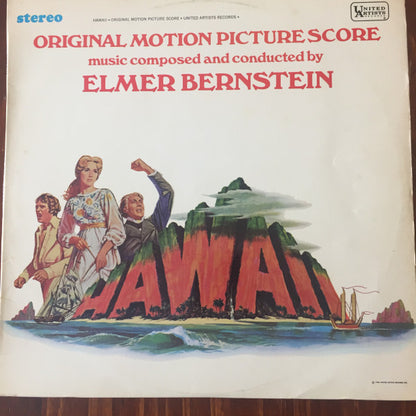 stereo
HAWAII • ORIGINAL MOTION PICTURE SCORE • UNITED ARTISTS RECORDS •
UNITED
ARTISTS
ORIGINAL MOTION PICTURE SCORE
music composed and conducted by
ELMER BERNSTEIN
HAWAII